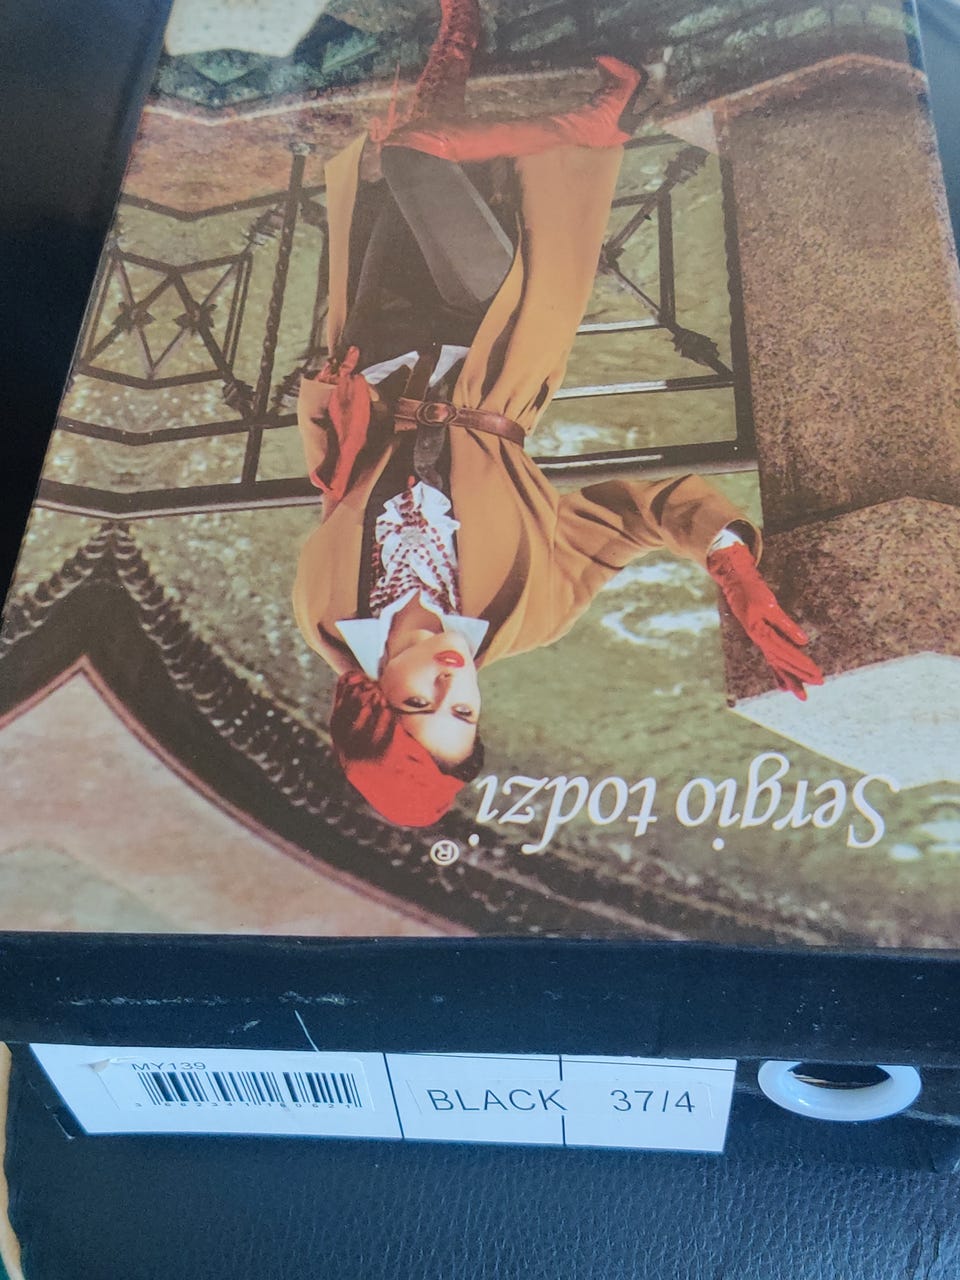 Sergio todzi ®
MY139
BLACK 37/4